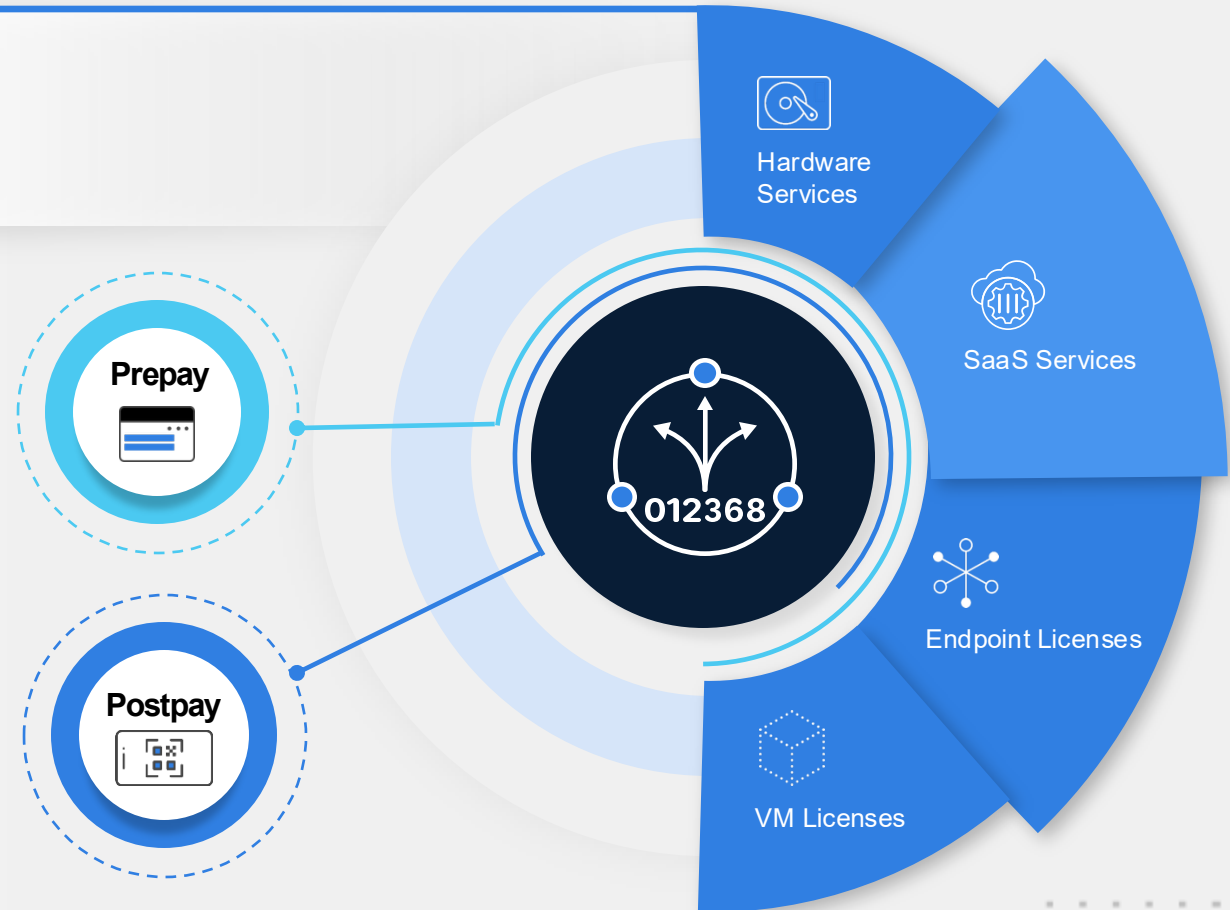 Hardware
Services
SaaS Services
Prepay
012368
Endpoint Licenses
Postpay
VM Licenses